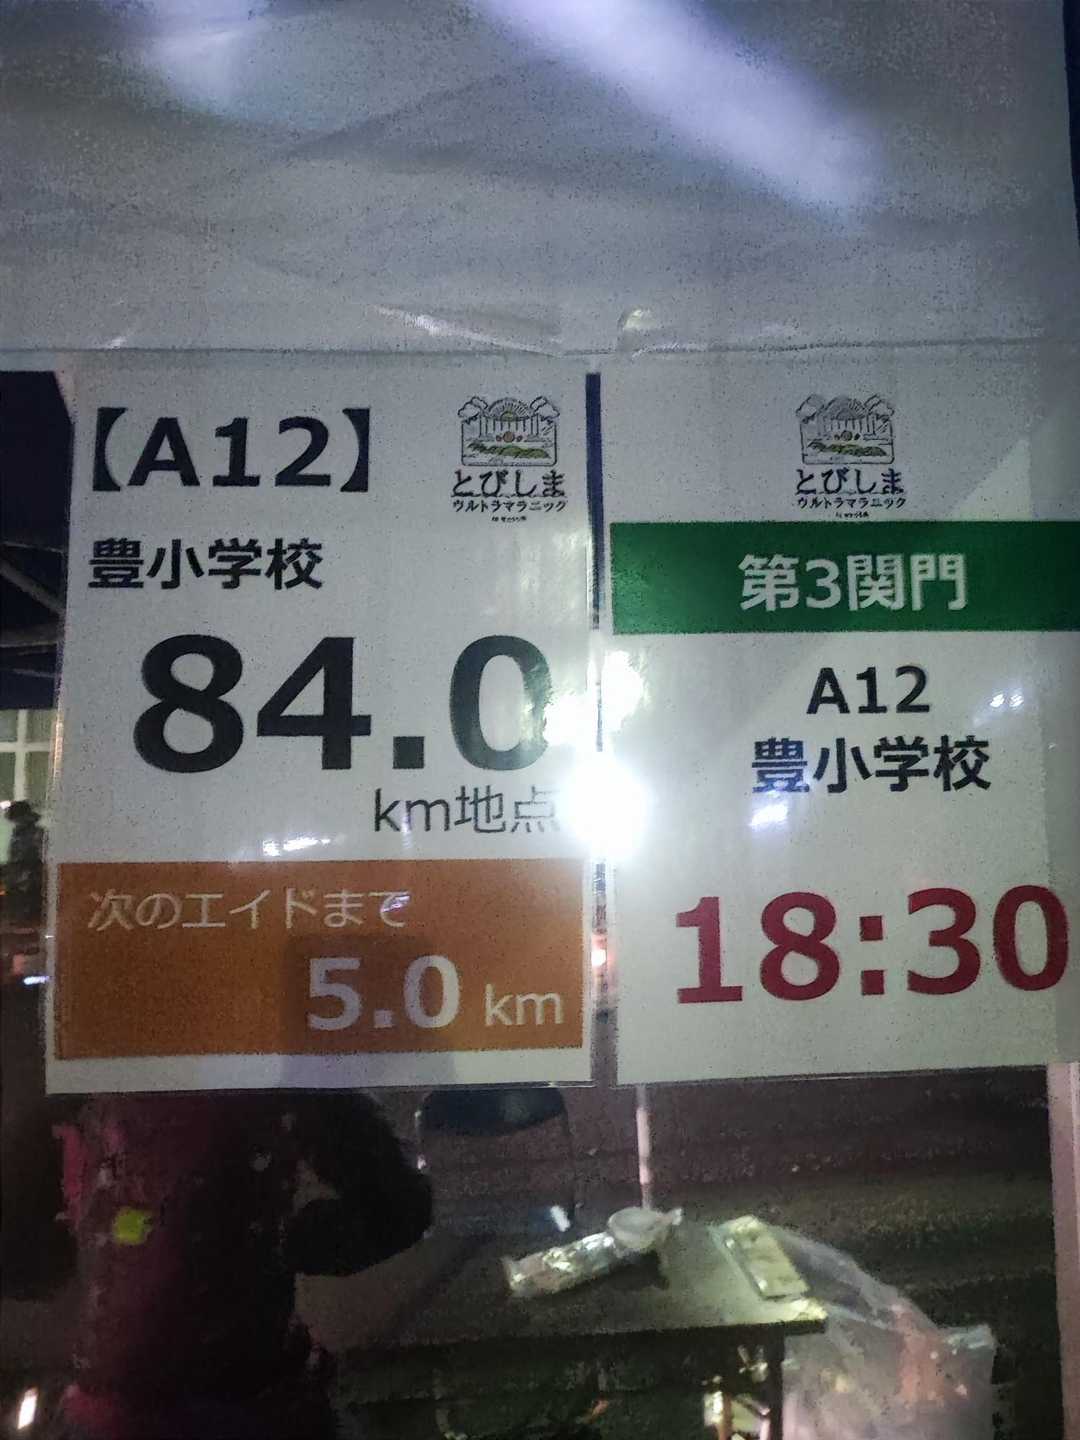 【A12】
とびしま
ウルトラマラニック
豊小学校
84.0
km地点
次のエイドまで
5.0 km
とびしま
ウルトラマラニック
第3関門
A12
豊小学校
18:30